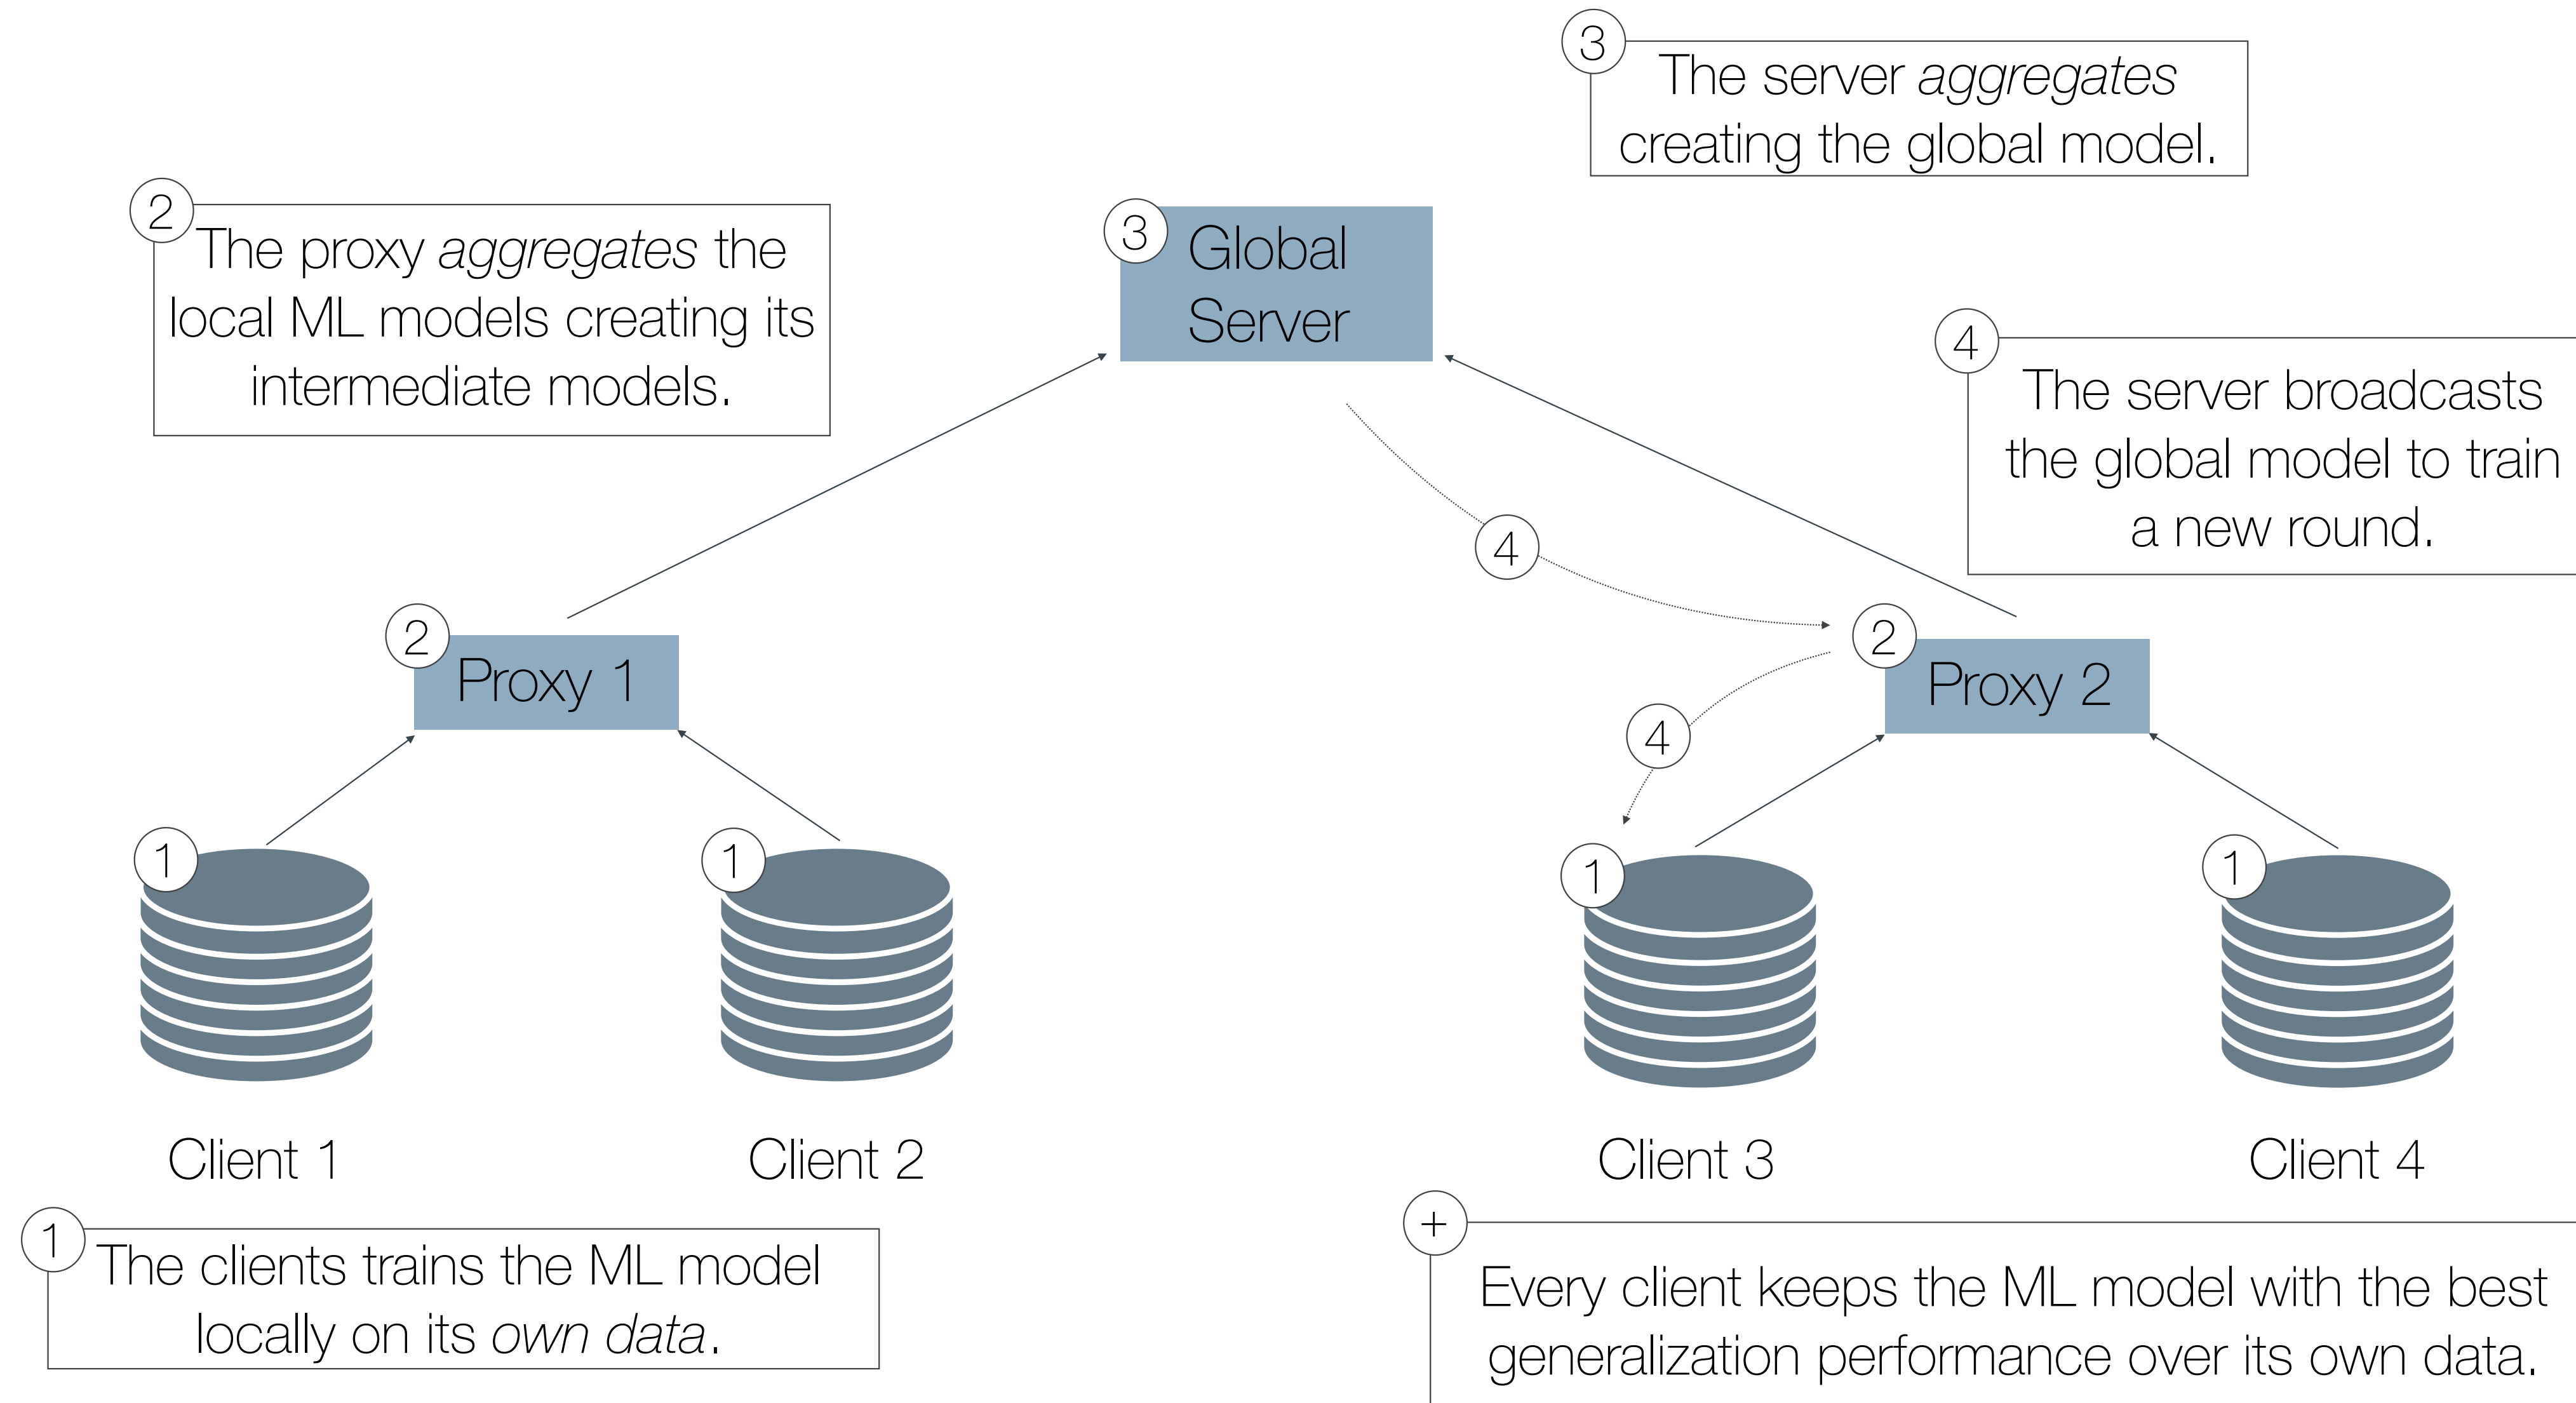 3
The server aggregates
creating the global model.
2
The proxy aggregates the
local ML models creating its
intermediate models.
3
Global
Server
4
The server broadcasts
the global model to train
a new round.
4
2
Proxy 1
2
Proxy 2
4
1
1
1
1
Client 1
Client 2
Client 3
Client 4
1
The clients trains the ML model
locally on its own data.
+
Every client keeps the ML model with the best
generalization performance over its own data.